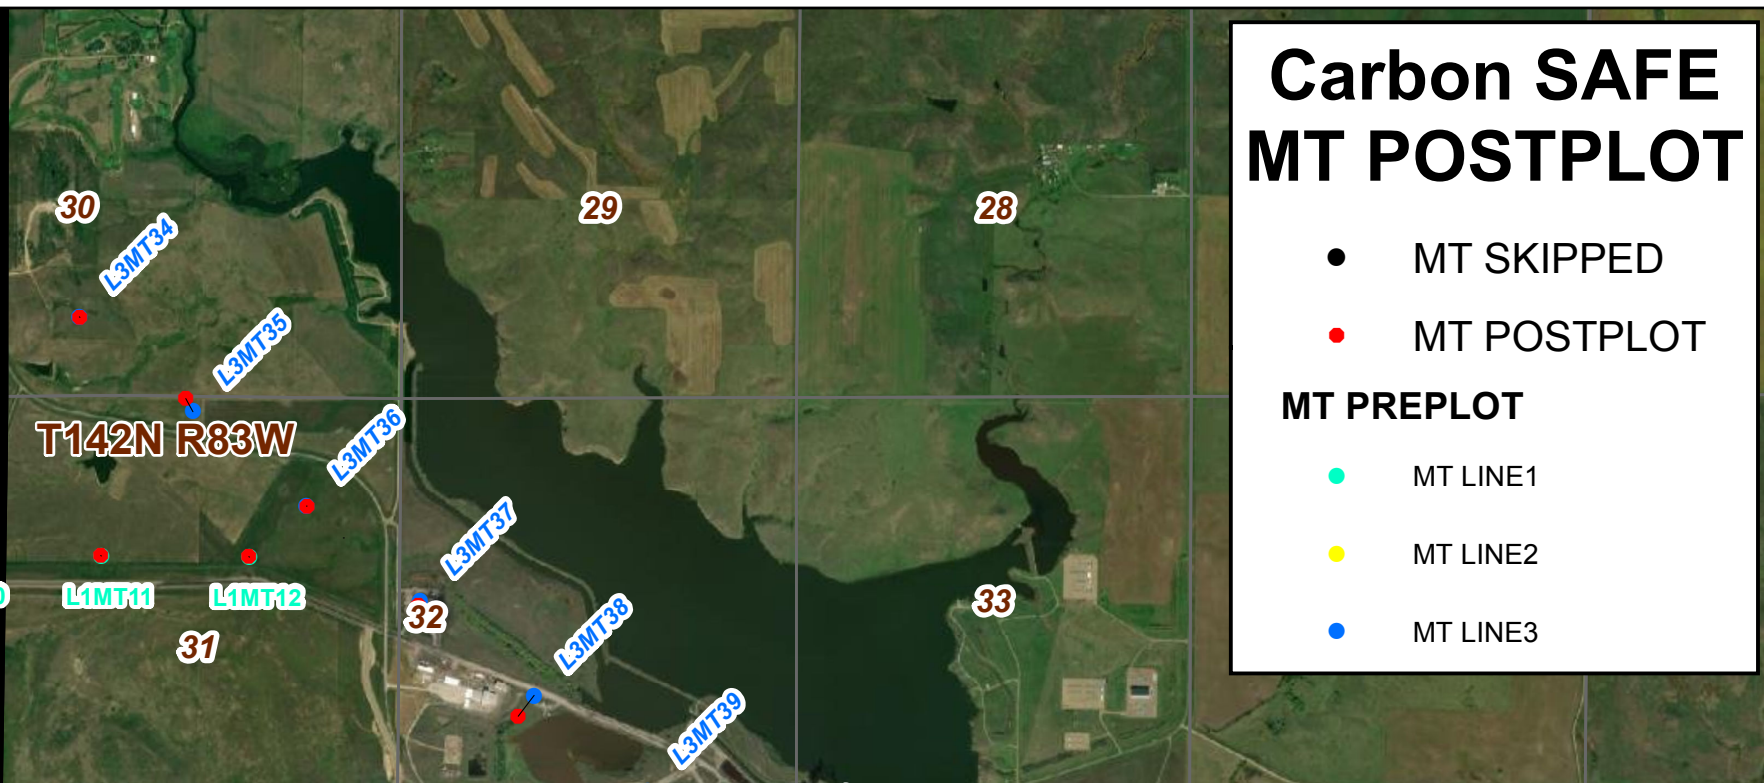 Carbon SAFE
MT POSTPLOT
MT SKIPPED
MT POSTPLOT
MT PREPLOT
MT LINE1
MT LINE2
MT LINE3
30
29
28
L3MT34
L3MT35
T142N R83W
L3MT36
L3MT37
L1MT11
L1MT12
32
33
31
L3MT38
L3MT39